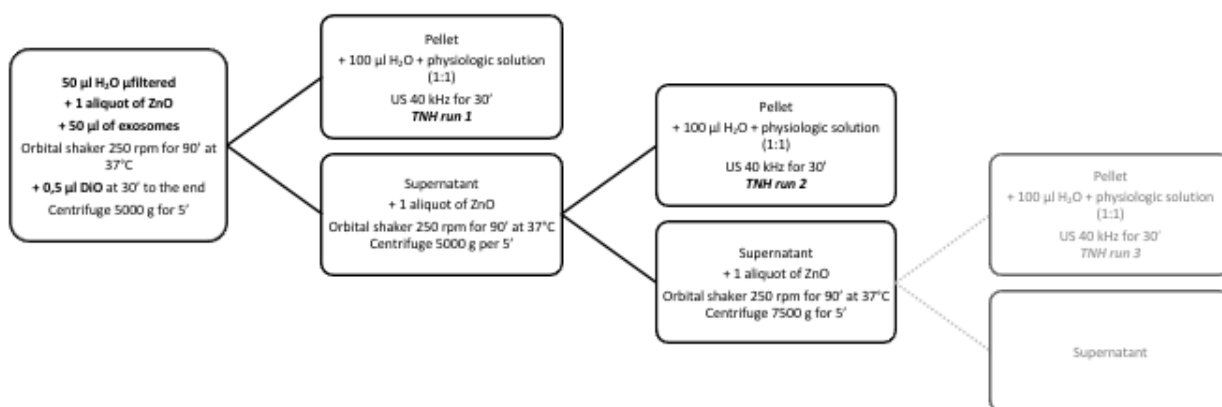 50 µl H₂O µfiltered
+ 1 aliquot of ZnO
+ 50 µl of exosomes
Orbital shaker 250 rpm for 90' at
37°C
+ 0,5 µl DiO at 30' to the end
Centrifuge 5000 g for 5'
Pellet
+ 100 µl H₂O + physiologic solution
(1:1)
US 40 kHz for 30'
TNH run 1
Supernatant
+ 1 aliquot of ZnO
Orbital shaker 250 rpm for 90' at 37°C
Centrifuge 5000 g per 5'
Pellet
+ 100 µl H₂O + physiologic solution
(1:1)
US 40 kHz for 30'
TNH run 2
Supernatant
+ 1 aliquot of ZnO
Orbital shaker 250 rpm for 90' at 37°C
Centrifuge 7500 g for 5'
Pellet
+ 100 µl H₂O + physiologic solution
(1:1)
US 40 kHz for 30'
TNH run 3
Supernatant